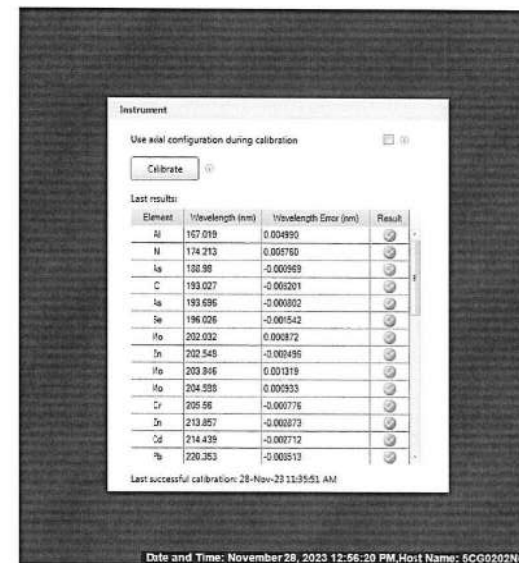 Instrument
Use axial configuration during calibration
Calibrate
Last results:
Element Wavelength (nm) Wavelength Error (nm) Result
Al 167.019 0.004990
N 174.213 0.005760
As 188.98 -0.000969
C 193.027 -0.005201
As 193.696 -0.000802
Se 196.026 -0.001542
Mo 202.032 0.000872
Zn 202.548 -0.002496
Mo 203.846 0.001319
Mo 204.598 0.000933
Cr 205.56 -0.000776
Zn 213.857 -0.002873
Cd 214.439 -0.002712
Pb 220.353 -0.003513
Last successful calibration: 28-Nov-23 11:35:51 AM
Date and Time: November 28, 2023 12:56:20 PM,Host Name: 5CG0202N